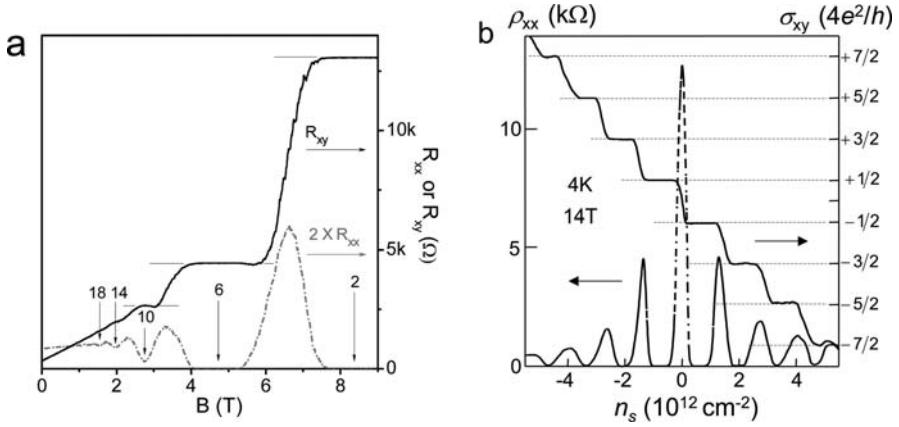 a
R_xy
2 X R_xx
18
14
10
6
2
10k
5k
0
R_xx or R_xy (Ω)
0
2
4
6
8
B (T)
b
ρ_xx (kΩ)
σ_xy (4e²/h)
10
5
0
4K
14T
+7/2
+5/2
+3/2
+1/2
−1/2
−3/2
−5/2
−7/2
-4
-2
0
2
4
n_s (10¹² cm⁻²)